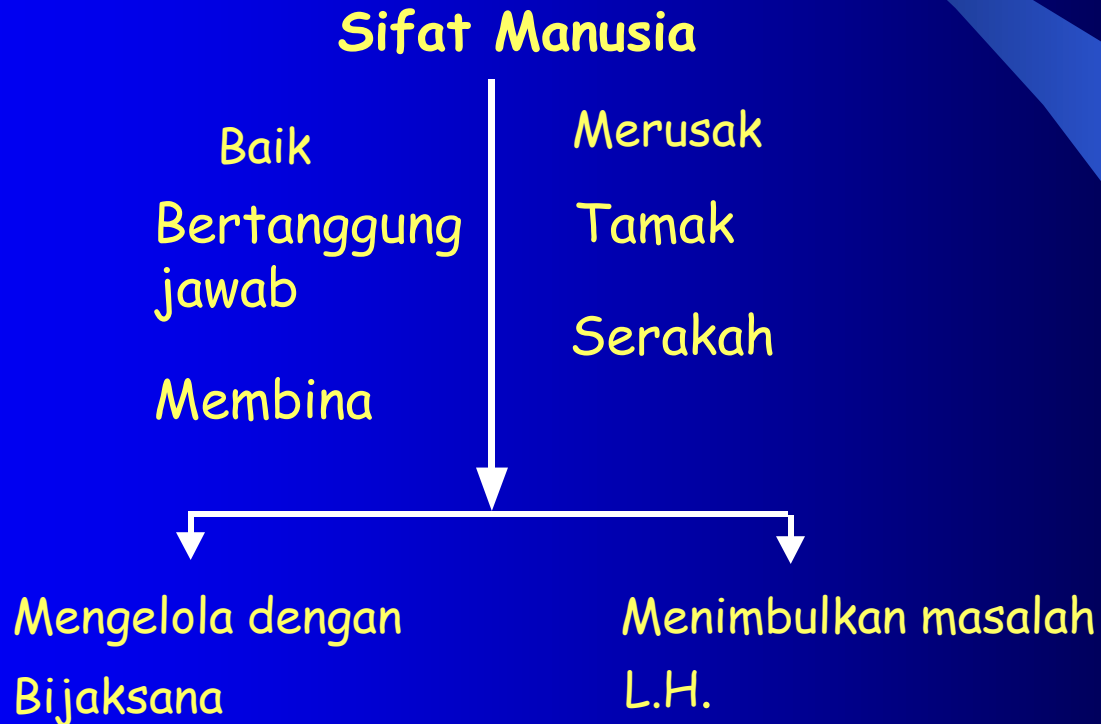 Sifat Manusia
Baik
Bertanggung
jawab
Membina
Merusak
Tamak
Serakah
Mengelola dengan
Bijaksana
Menimbulkan masalah
L.H.